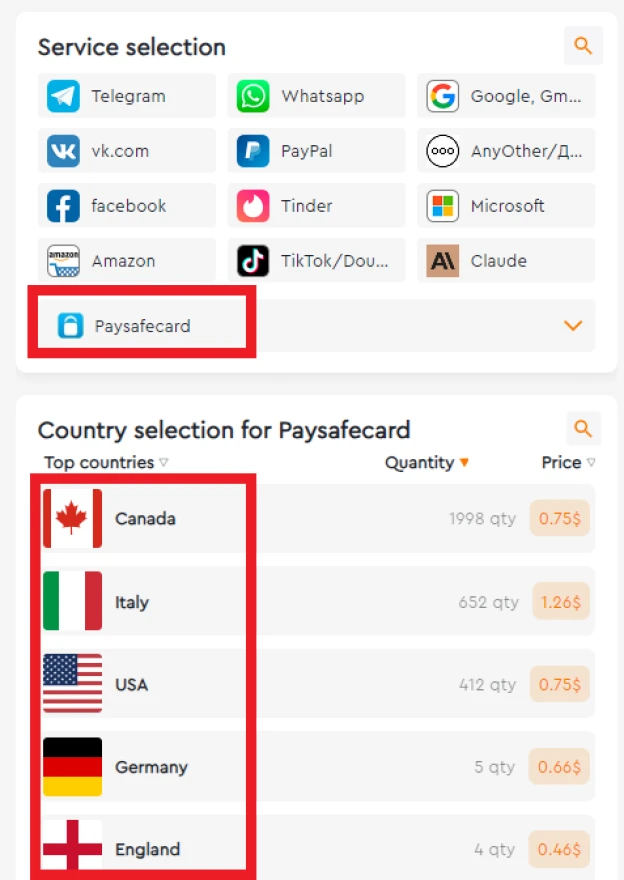 Service selection
Telegram
Whatsapp
Google, Gm...
vk.com
PayPal
AnyOther/Д...
facebook
Tinder
Microsoft
amazon
Amazon
TikTok/Dou...
Claude
Paysafecard
Country selection for Paysafecard
Top countries Quantity Price
Canada 1998 qty 0.75$
Italy 652 qty 1.26$
USA 412 qty 0.75$
Germany 5 qty 0.66$
England 4 qty 0.46$